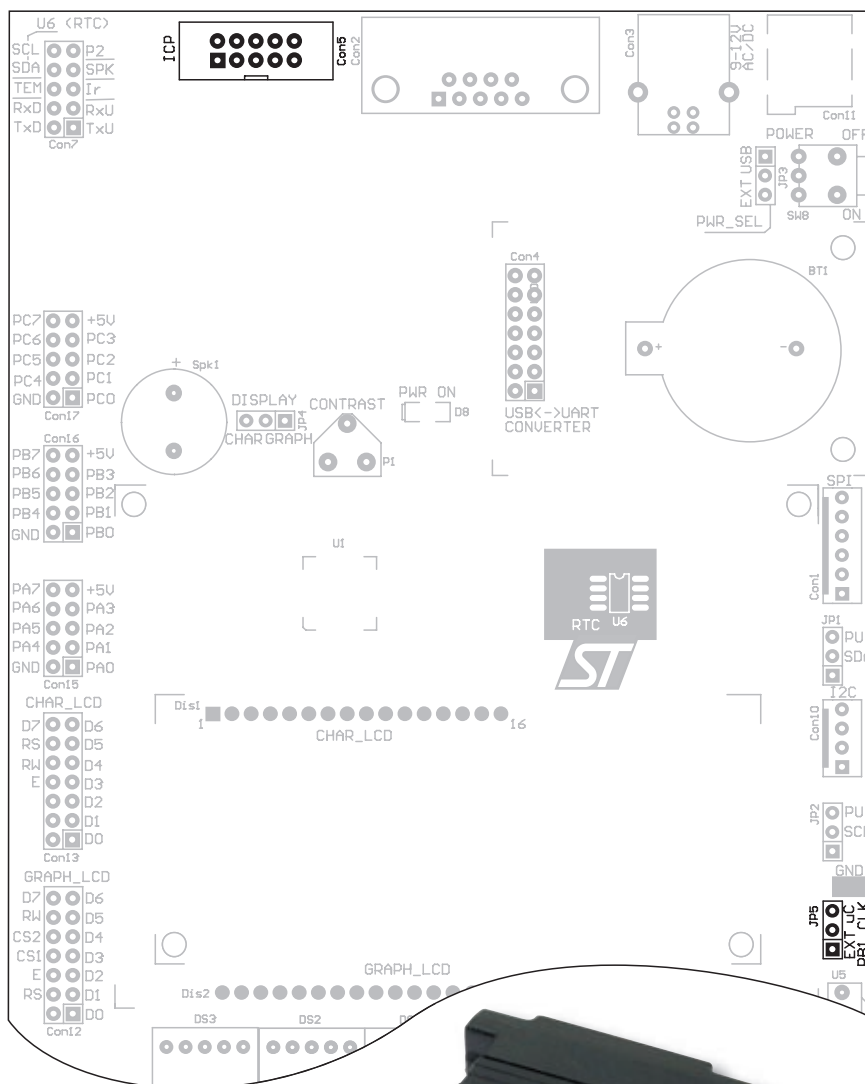 U6 (RTC)
SCL P2
SDA SPK
TEM Ir
RxD RxU
TxD TxU
Con7
ICP
Con5
Con2
Con3
9-12V
AC/DC
Con11
POWER OFF
EXT USB
JP3
SW8
ON
PWR_SEL
Con4
USB<->UART
CONVERTER
BT1
+ -
PC7 +5V
PC6 PC3
PC5 PC2
PC4 PC1
GND PC0
Con17
+ Spk1
DISPLAY
JP4
CHAR GRAPH
CONTRAST
P1
PWR ON
D8
Con16
PB7 +5V
PB6 PB3
PB5 PB2
PB4 PB1
GND PB0
SPI
Con1
U1
RTC U6
ST
PA7 +5V
PA6 PA3
PA5 PA2
PA4 PA1
GND PA0
Con15
JP1
PU
I2C
Con10
CHAR_LCD
D7 D6
RS D5
RW D4
E D3
D2
D1
D0
Con13
Dis1
1 16
CHAR_LCD
JP2
PU
GND
GRAPH_LCD
D7 D6
RW D5
CS2 D4
CS1 D3
E D2
RS D1
D0
Con12
JP5
EXT uC
PB1_CLK
U5
GRAPH_LCD
Dis2
DS3 DS2